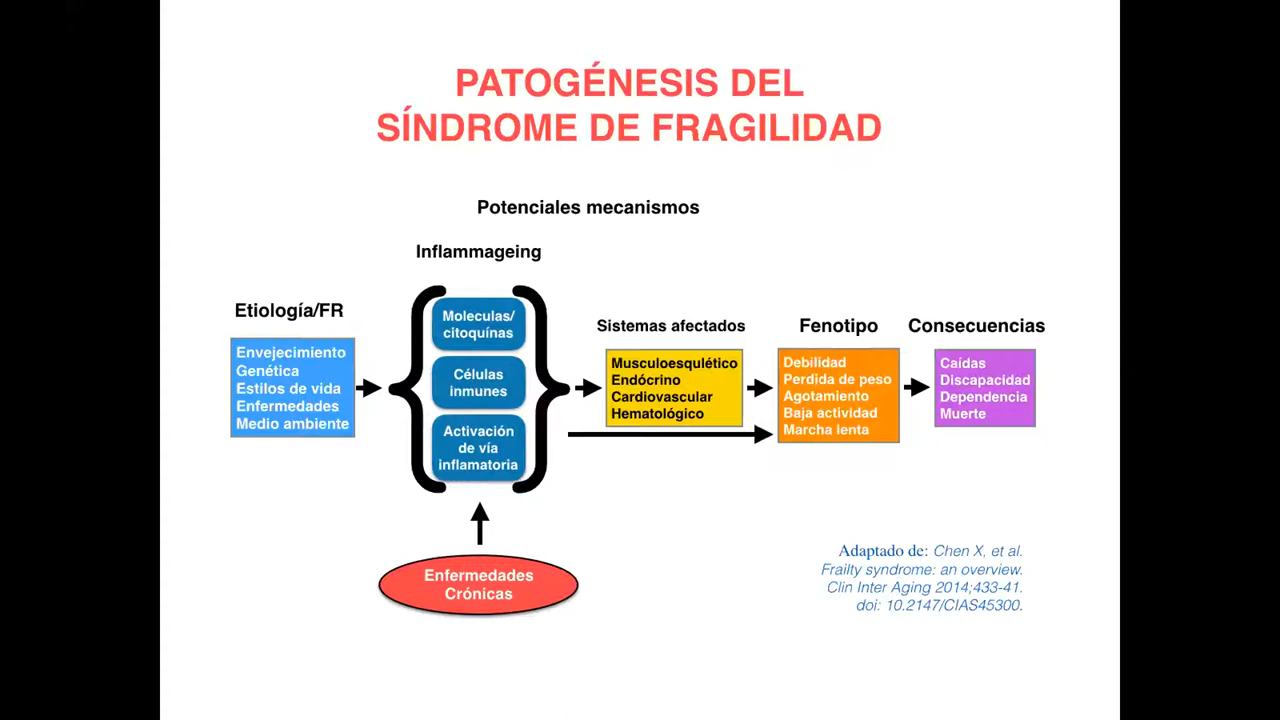 PATOGÉNESIS DEL
SÍNDROME DE FRAGILIDAD
Potenciales mecanismos
Inflammageing
Etiología/FR
Envejecimiento
Genética
Estilos de vida
Enfermedades
Medio ambiente
Moleculas/
citoquínas
Células
inmunes
Activación
de vía
inflamatoria
Enfermedades
Crónicas
Sistemas afectados
Musculoesqulético
Endócrino
Cardiovascular
Hematológico
Fenotipo
Debilidad
Perdida de peso
Agotamiento
Baja actividad
Marcha lenta
Consecuencias
Caídas
Discapacidad
Dependencia
Muerte
Adaptado de: Chen X, et al.
Frailty syndrome: an overview.
Clin Inter Aging 2014;433-41.
doi: 10.2147/CIAS45300.